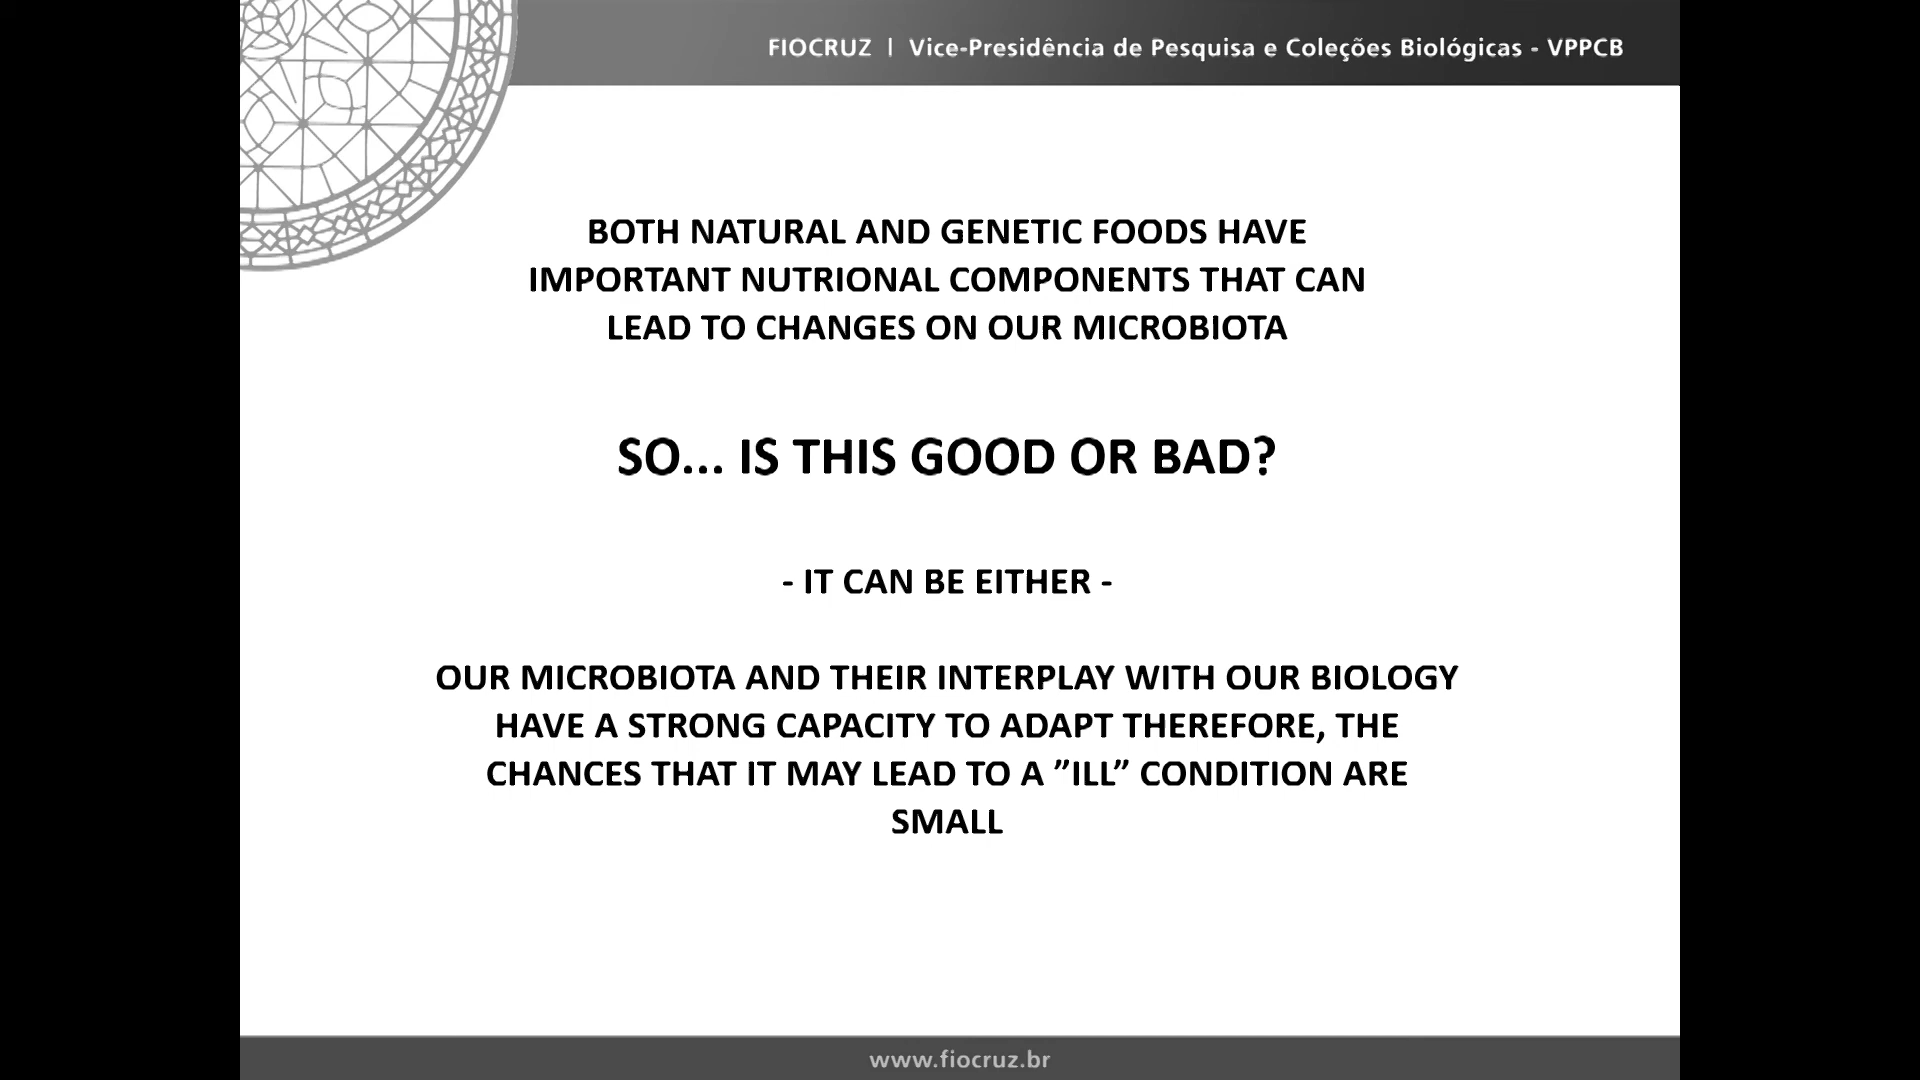 FIOCRUZ | Vice-Presidência de Pesquisa e Coleções Biológicas - VPPCB
BOTH NATURAL AND GENETIC FOODS HAVE
IMPORTANT NUTRIONAL COMPONENTS THAT CAN
LEAD TO CHANGES ON OUR MICROBIOTA
SO... IS THIS GOOD OR BAD?
- IT CAN BE EITHER -
OUR MICROBIOTA AND THEIR INTERPLAY WITH OUR BIOLOGY
HAVE A STRONG CAPACITY TO ADAPT THEREFORE, THE
CHANCES THAT IT MAY LEAD TO A ”ILL” CONDITION ARE
SMALL
www.fiocruz.br